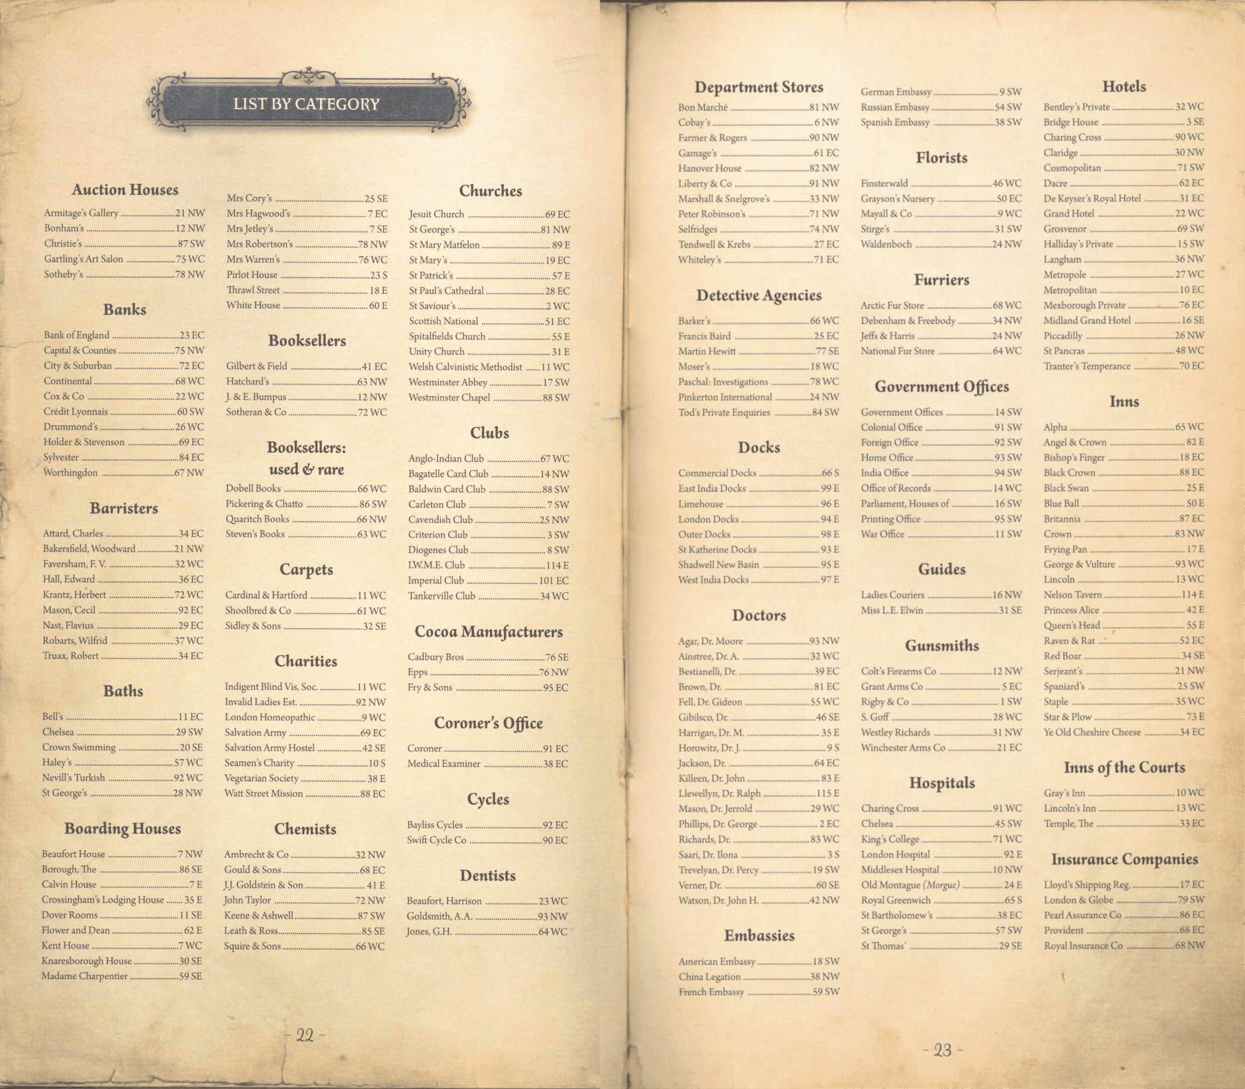 LIST BY CATEGORY
Auction Houses
Armitage's Gallery 21 NW
Bonham's 12 NW
Christie's 87 SW
Gartling's Art Salon 75 WC
Sotheby's 78 NW
Banks
Bank of England 23 EC
Capital & Counties 75 NW
City & Suburban 72 EC
Continental 68 WC
Cox & Co 22 WC
Crédit Lyonnais 60 SW
Drummond's 26 WC
Holder & Stevenson 69 EC
Sylvester 84 EC
Worthingdon 67 NW
Barristers
Attard, Charles 34 EC
Bakersfield, Woodward 21 NW
Faversham, F. V. 32 WC
Hall, Edward 36 EC
Krantz, Herbert 72 WC
Mason, Cecil 92 EC
Nast, Flavius 29 EC
Robarts, Wilfrid 37 WC
Truax, Robert 34 EC
Baths
Bell's 11 EC
Chelsea 29 SW
Crown Swimming 20 SE
Haley's 57 WC
Nevill's Turkish 92 WC
St George's 28 NW
Boarding Houses
Beaufort House 7 NW
Borough, The 86 SE
Calvin House 7 E
Crossingham's Lodging House 35 E
Dover Rooms 11 SE
Flower and Dean 62 E
Kent House 7 WC
Knaresborough House 30 SE
Madame Charpentier 59 SE
Mrs Cory's 25 SE
Mrs Hagwood's 7 EC
Mrs Jetley's 7 SE
Mrs Robertson's 78 NW
Mrs Warren's 76 WC
Pirlot House 23 S
Thrawl Street 18 E
White House 60 E
Booksellers
Gilbert & Field 41 EC
Hatchard's 63 NW
J. & E. Bumpus 12 NW
Sotheran & Co 72 WC
Booksellers:
used & rare
Dobell Books 66 WC
Pickering & Chatto 86 SW
Quaritch Books 66 NW
Steven's Books 63 WC
Carpets
Cardinal & Hartford 11 WC
Shoolbred & Co 61 WC
Sidley & Sons 32 SE
Charities
Indigent Blind Vis. Soc. 11 WC
Invalid Ladies Est. 92 NW
London Homeopathic 9 WC
Salvation Army 69 EC
Salvation Army Hostel 42 SE
Seamen's Charity 10 S
Vegetarian Society 38 E
Watt Street Mission 88 EC
Chemists
Ambrecht & Co 32 NW
Gould & Sons 68 EC
J.J. Goldstein & Son 41 E
John Taylor 72 NW
Keene & Ashwell 87 SW
Leath & Ross 85 SE
Squire & Sons 66 WC
Churches
Jesuit Church 69 EC
St George's 81 NW
St Mary Matfelon 89 E
St Mary's 19 EC
St Patrick's 57 E
St Paul's Cathedral 28 EC
St Saviour's 2 WC
Scottish National 51 EC
Spitalfields Church 55 E
Unity Church 31 E
Welsh Calvinistic Methodist 11 WC
Westminster Abbey 17 SW
Westminster Chapel 88 SW
Clubs
Anglo-Indian Club 67 WC
Bagatelle Card Club 14 NW
Baldwin Card Club 88 SW
Carleton Club 7 SW
Cavendish Club 25 NW
Criterion Club 3 SW
Diogenes Club 8 SW
I.W.M.E. Club 114 E
Imperial Club 101 EC
Tankerville Club 34 WC
Cocoa Manufacturers
Cadbury Bros 76 SE
Epps 76 NW
Fry & Sons 95 EC
Coroner's Office
Coroner 91 EC
Medical Examiner 38 EC
Cycles
Bayliss Cycles 92 EC
Swift Cycle Co 90 EC
Dentists
Beaufort, Harrison 23 WC
Goldsmith, A.A. 93 NW
Jones, G.H. 64 WC
- 22 -
Department Stores
Bon Marché 81 NW
Cobay's 6 NW
Farmer & Rogers 90 NW
Gamage's 61 EC
Hanover House 82 NW
Liberty & Co 91 NW
Marshall & Snelgrove's 33 NW
Peter Robinson's 71 NW
Selfridges 74 NW
Tendwell & Krebs 27 EC
Whiteley's 71 EC
Detective Agencies
Barker's 66 WC
Francis Baird 25 EC
Martin Hewitt 77 SE
Moser's 18 WC
Paschal: Investigations 78 WC
Pinkerton International 24 NW
Tod's Private Enquiries 84 SW
Docks
Commercial Docks 66 S
East India Docks 99 E
Limehouse 96 E
London Docks 94 E
Outer Docks 98 E
St Katherine Docks 93 E
Shadwell New Basin 95 E
West India Docks 97 E
Doctors
Agar, Dr. Moore 93 NW
Ainstree, Dr. A. 32 WC
Bestianelli, Dr. 39 EC
Brown, Dr. 81 EC
Fell, Dr. Gideon 55 WC
Gibilsco, Dr. 46 SE
Harrigan, Dr. M. 35 E
Horowitz, Dr. J. 9 S
Jackson, Dr. 64 EC
Killeen, Dr. John 83 E
Llewellyn, Dr. Ralph 115 E
Mason, Dr. Jerrold 29 WC
Phillips, Dr. George 2 EC
Richards, Dr. 83 WC
Saari, Dr. Ilona 3 S
Trevelyan, Dr. Percy 19 SW
Verner, Dr. 60 SE
Watson, Dr. John H. 42 NW
Embassies
American Embassy 18 SW
China Legation 38 NW
French Embassy 59 SW
German Embassy 9 SW
Russian Embassy 54 SW
Spanish Embassy 38 SW
Florists
Finsterwald 46 WC
Grayson's Nursery 50 EC
Mayall & Co 9 WC
Stirge's 31 SW
Waldenboch 24 NW
Furriers
Arctic Fur Store 68 WC
Debenham & Freebody 34 NW
Jeffs & Harris 24 NW
National Fur Store 64 WC
Government Offices
Government Offices 14 SW
Colonial Office 91 SW
Foreign Office 92 SW
Home Office 93 SW
India Office 94 SW
Office of Records 14 WC
Parliament, Houses of 16 SW
Printing Office 95 SW
War Office 11 SW
Guides
Ladies Couriers 16 NW
Miss L.E. Elwin 31 SE
Gunsmiths
Colt's Firearms Co 12 NW
Grant Arms Co 5 EC
Rigby & Co 1 SW
S. Goff 28 WC
Westley Richards 31 NW
Winchester Arms Co 21 EC
Hospitals
Charing Cross 91 WC
Chelsea 45 SW
King's College 71 WC
London Hospital 92 E
Middlesex Hospital 10 NW
Old Montague (Morgue) 24 E
Royal Greenwich 65 S
St Bartholomew's 38 EC
St George's 57 SW
St Thomas' 29 SE
Hotels
Bentley's Private 32 WC
Bridge House 3 SE
Charing Cross 90 WC
Claridge 30 NW
Cosmopolitan 71 SW
Dacre 62 EC
De Keyser's Royal Hotel 31 EC
Grand Hotel 22 WC
Grosvenor 69 SW
Halliday's Private 15 SW
Langham 36 NW
Metropole 27 WC
Metropolitan 10 EC
Mexborough Private 76 EC
Midland Grand Hotel 16 SE
Piccadilly 26 NW
St Pancras 48 WC
Tranter's Temperance 70 EC
Inns
Alpha 65 WC
Angel & Crown 82 E
Bishop's Finger 18 EC
Black Crown 88 EC
Black Swan 25 E
Blue Ball 50 E
Britannia 87 EC
Crown 83 NW
Frying Pan 17 E
George & Vulture 93 WC
Lincoln 13 WC
Nelson Tavern 114 E
Princess Alice 42 E
Queen's Head 55 E
Raven & Rat 52 EC
Red Boar 34 SE
Serjeant's 21 NW
Spaniard's 25 SW
Staple 35 WC
Star & Plow 73 E
Ye Old Cheshire Cheese 34 EC
Inns of the Courts
Gray's Inn 10 WC
Lincoln's Inn 13 WC
Temple, The 33 EC
Insurance Companies
Lloyd's Shipping Reg. 17 EC
London & Globe 79 SW
Pearl Assurance Co 86 EC
Provident 68 EC
Royal Insurance Co 68 NW
- 23 -